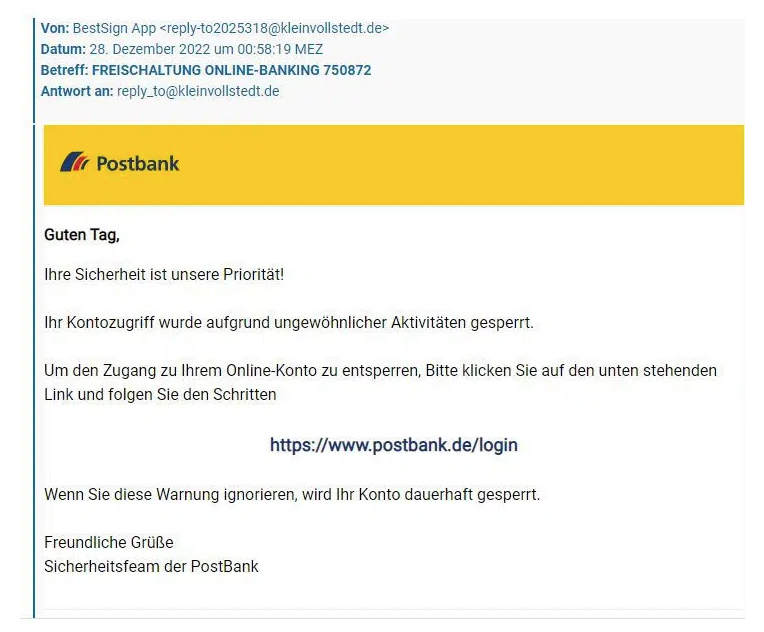 Von: BestSign App <reply-to2025318@kleinvollstedt.de>
Datum: 28. Dezember 2022 um 00:58:19 MEZ
Betreff: FREISCHALTUNG ONLINE-BANKING 750872
Antwort an: reply_to@kleinvollstedt.de
Postbank
Guten Tag,
Ihre Sicherheit ist unsere Priorität!
Ihr Kontozugriff wurde aufgrund ungewöhnlicher Aktivitäten gesperrt.
Um den Zugang zu Ihrem Online-Konto zu entsperren, Bitte klicken Sie auf den unten stehenden
Link und folgen Sie den Schritten
https://www.postbank.de/login
Wenn Sie diese Warnung ignorieren, wird Ihr Konto dauerhaft gesperrt.
Freundliche Grüße
Sicherheitsfeam der PostBank